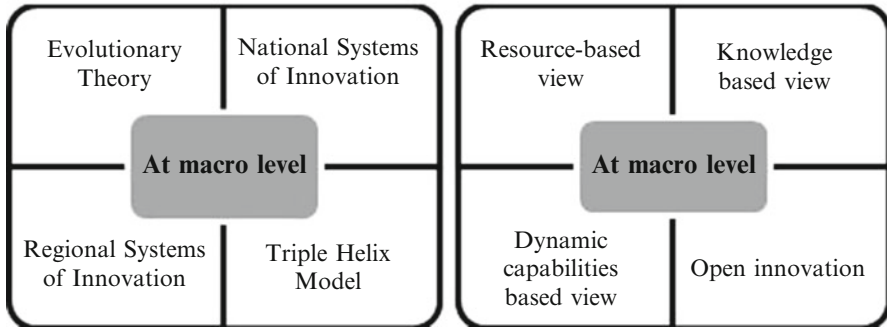 Evolutionary
Theory
National Systems
of Innovation
At macro level
Regional Systems
of Innovation
Triple Helix
Model
Resource-based
view
Knowledge
based view
At macro level
Dynamic
capabilities
based view
Open innovation